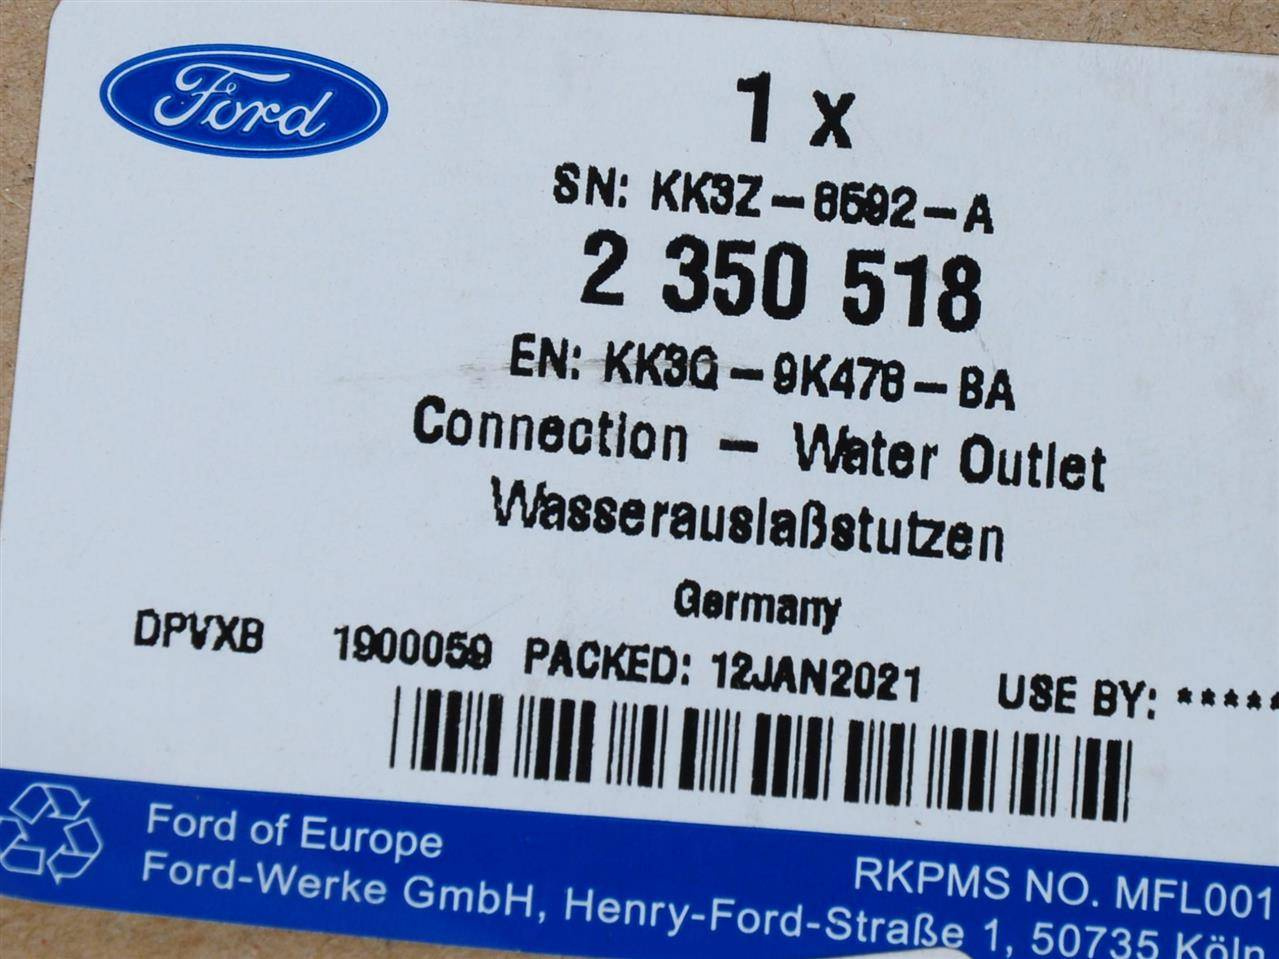 Ford
1 x
SN: KK3Z-8592-A
2 350 518
EN: KK3Q-9K478-BA
Connection - Water Outlet
Wasserauslaßstutzen
Germany
DPVXB 1900059 PACKED: 12JAN2021 USE BY: *****
Ford of Europe
Ford-Werke GmbH, Henry-Ford-Straße 1, 50735 Köln
RKPMS NO. MFL001